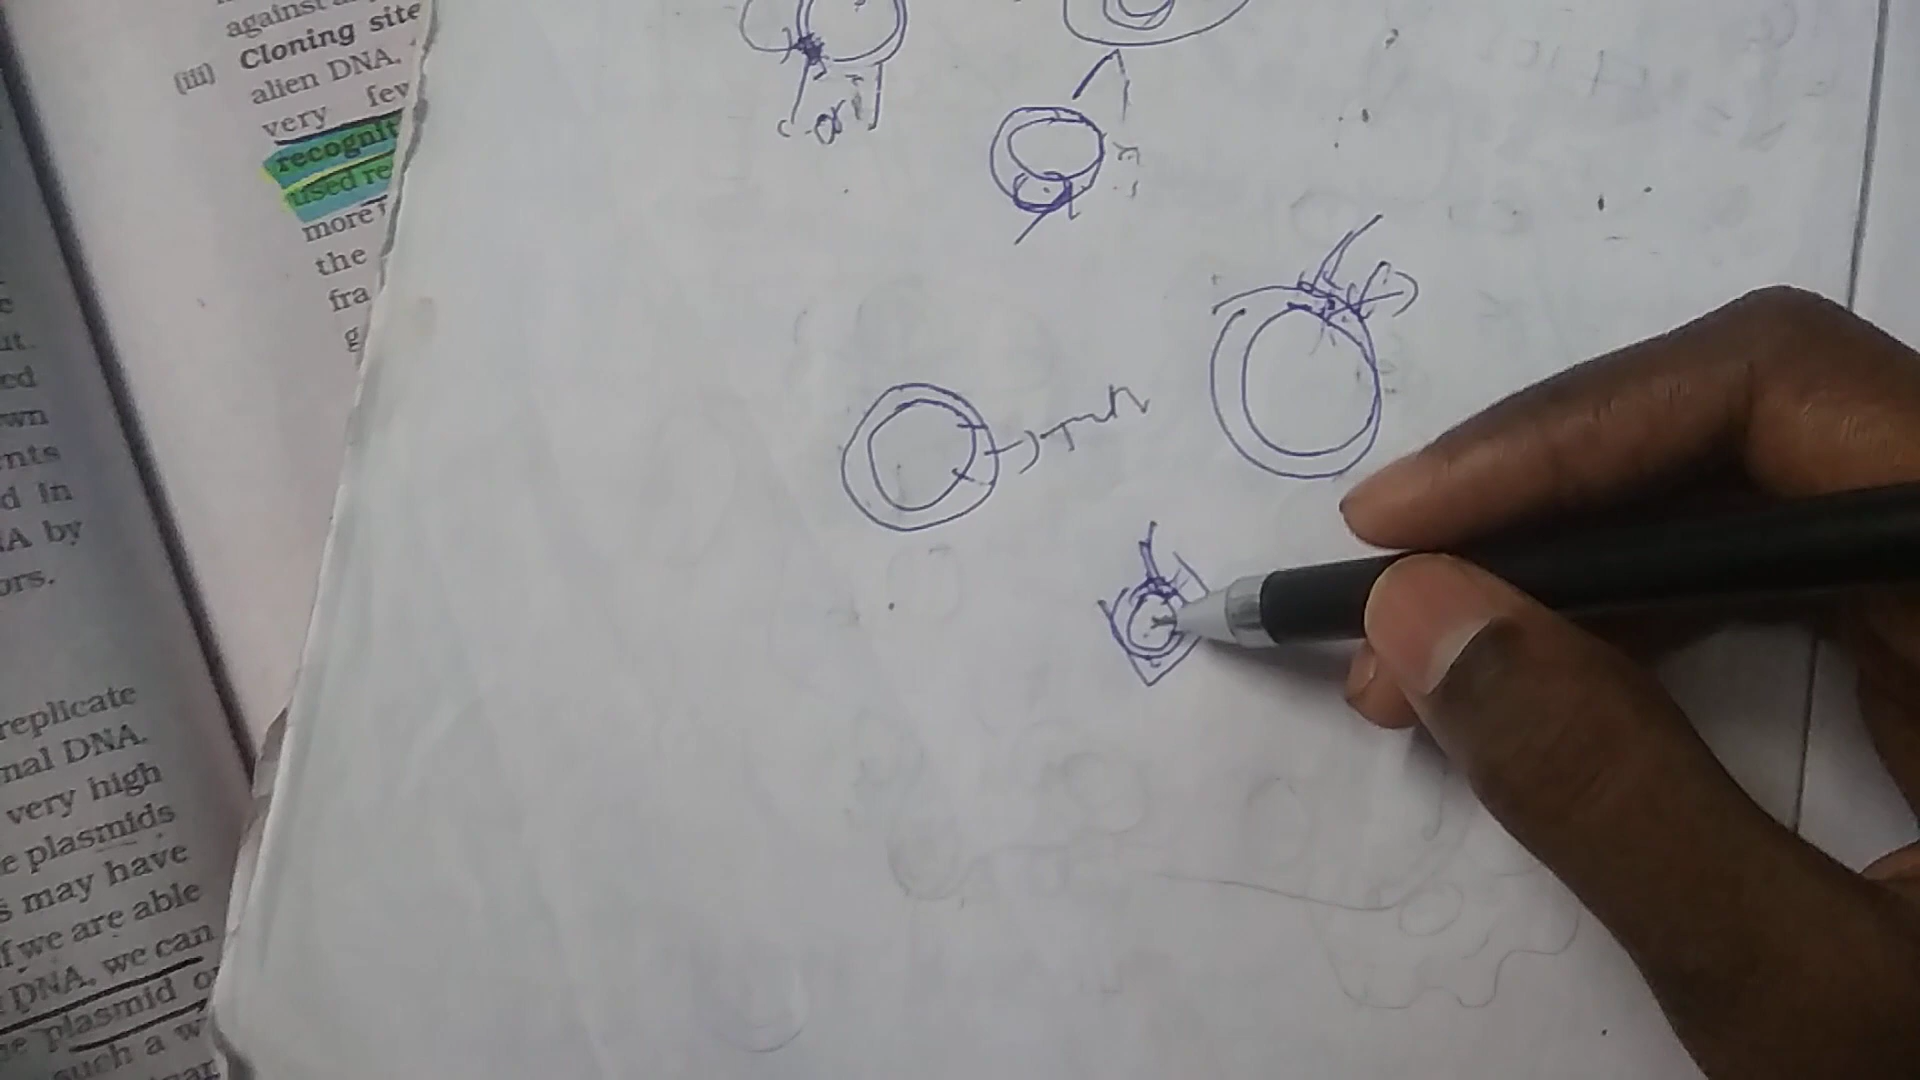 against
Cloning site
(iii)
alien DNA,
very few
recognit
used re
more
the
fra
g
ori
ut.
ed
own
nts
d in
A by
ors.
replicate
nal DNA.
very high
e plasmids
s may have
f we are able
DNA, we can
e plasmid o
such a w